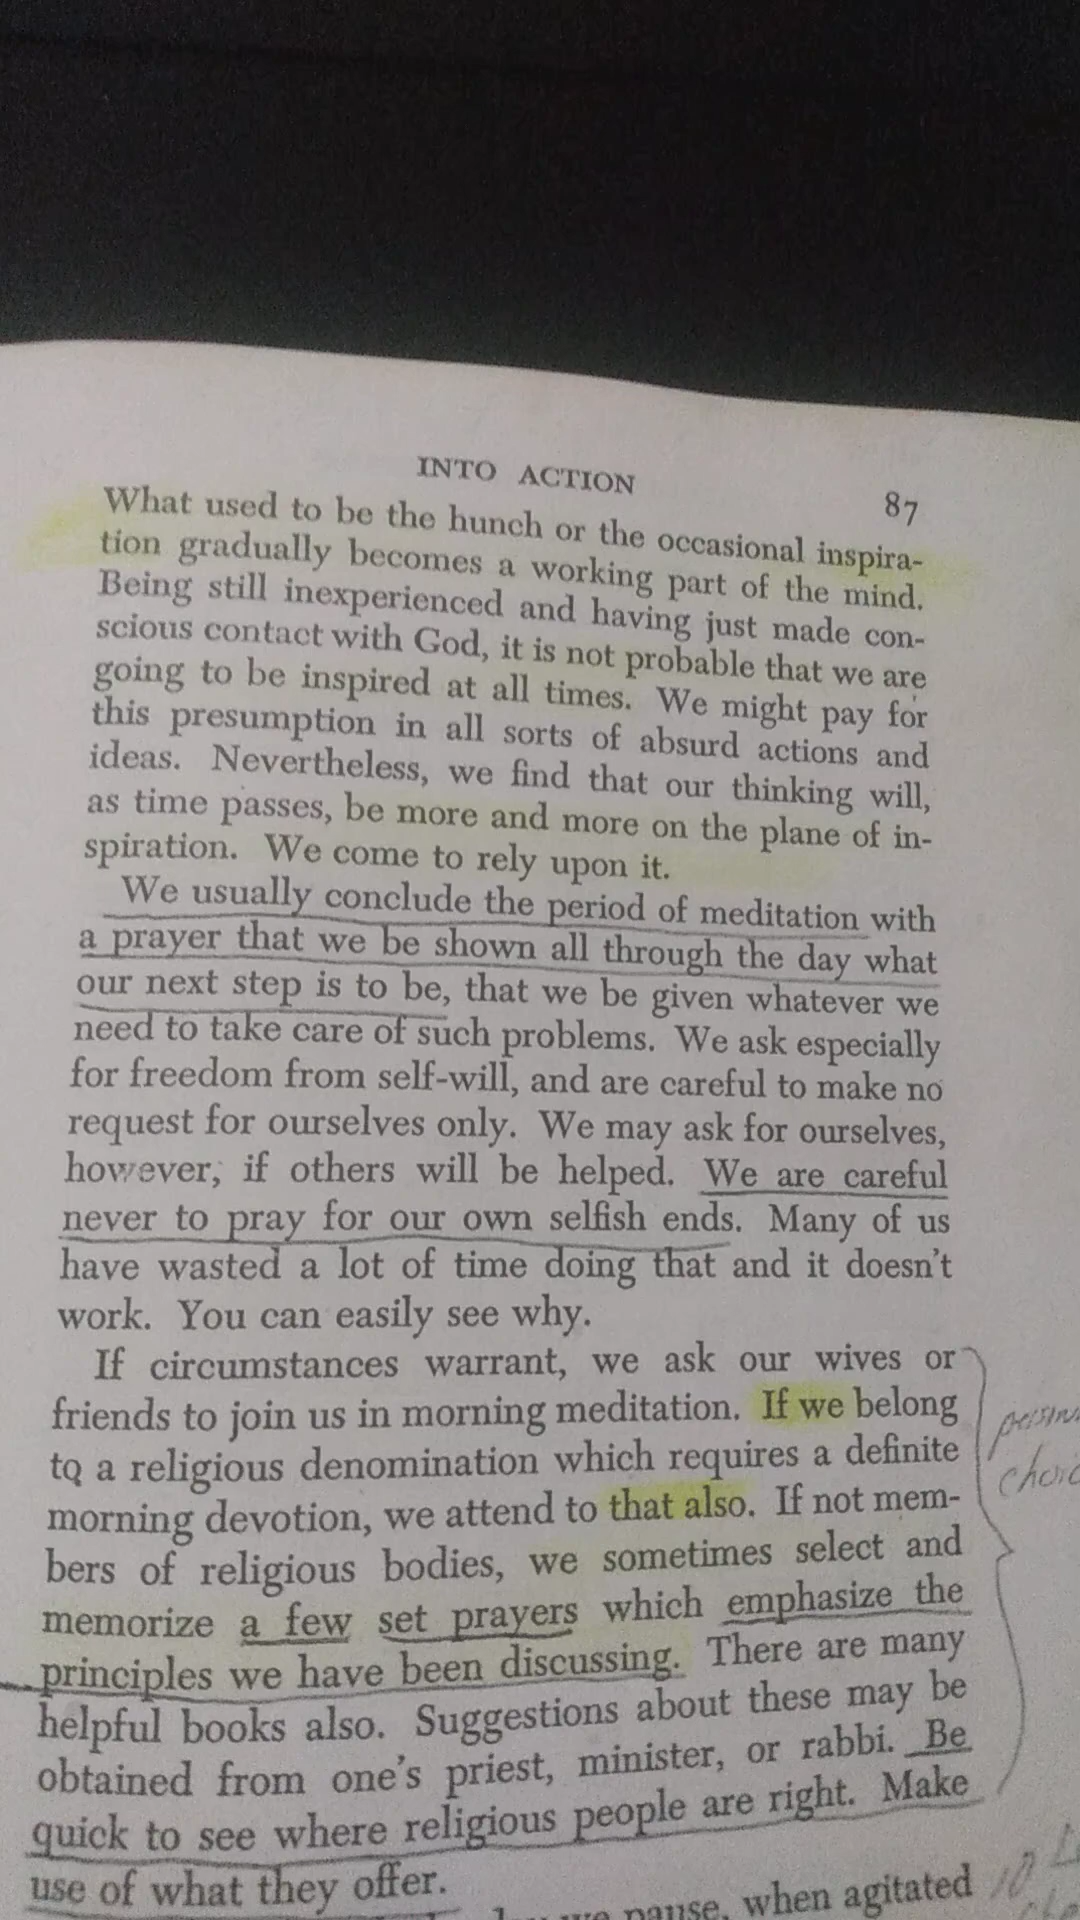 INTO ACTION
87
What used to be the hunch or the occasional inspira-
tion gradually becomes a working part of the mind.
Being still inexperienced and having just made con-
scious contact with God, it is not probable that we are
going to be inspired at all times. We might pay for
this presumption in all sorts of absurd actions and
ideas. Nevertheless, we find that our thinking will,
as time passes, be more and more on the plane of in-
spiration. We come to rely upon it.
We usually conclude the period of meditation with
a prayer that we be shown all through the day what
our next step is to be, that we be given whatever we
need to take care of such problems. We ask especially
for freedom from self-will, and are careful to make no
request for ourselves only. We may ask for ourselves,
however, if others will be helped. We are careful
never to pray for our own selfish ends. Many of us
have wasted a lot of time doing that and it doesn't
work. You can easily see why.
If circumstances warrant, we ask our wives or
friends to join us in morning meditation. If we belong
to a religious denomination which requires a definite
morning devotion, we attend to that also. If not mem-
bers of religious bodies, we sometimes select and
memorize a few set prayers which emphasize the
principles we have been discussing. There are many
helpful books also. Suggestions about these may be
obtained from one's priest, minister, or rabbi. Be
quick to see where religious people are right. Make
use of what they offer.
pause, when agitated